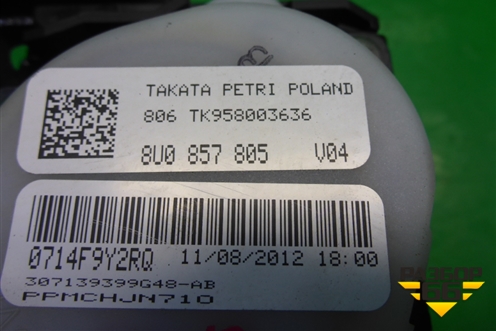 TAKATA PETRI POLAND
806 TK958003636
8U0 857 805 V04
0714F9Y2RQ 11/08/2012 18:00
307139399G48-AB
PPMCHJN710